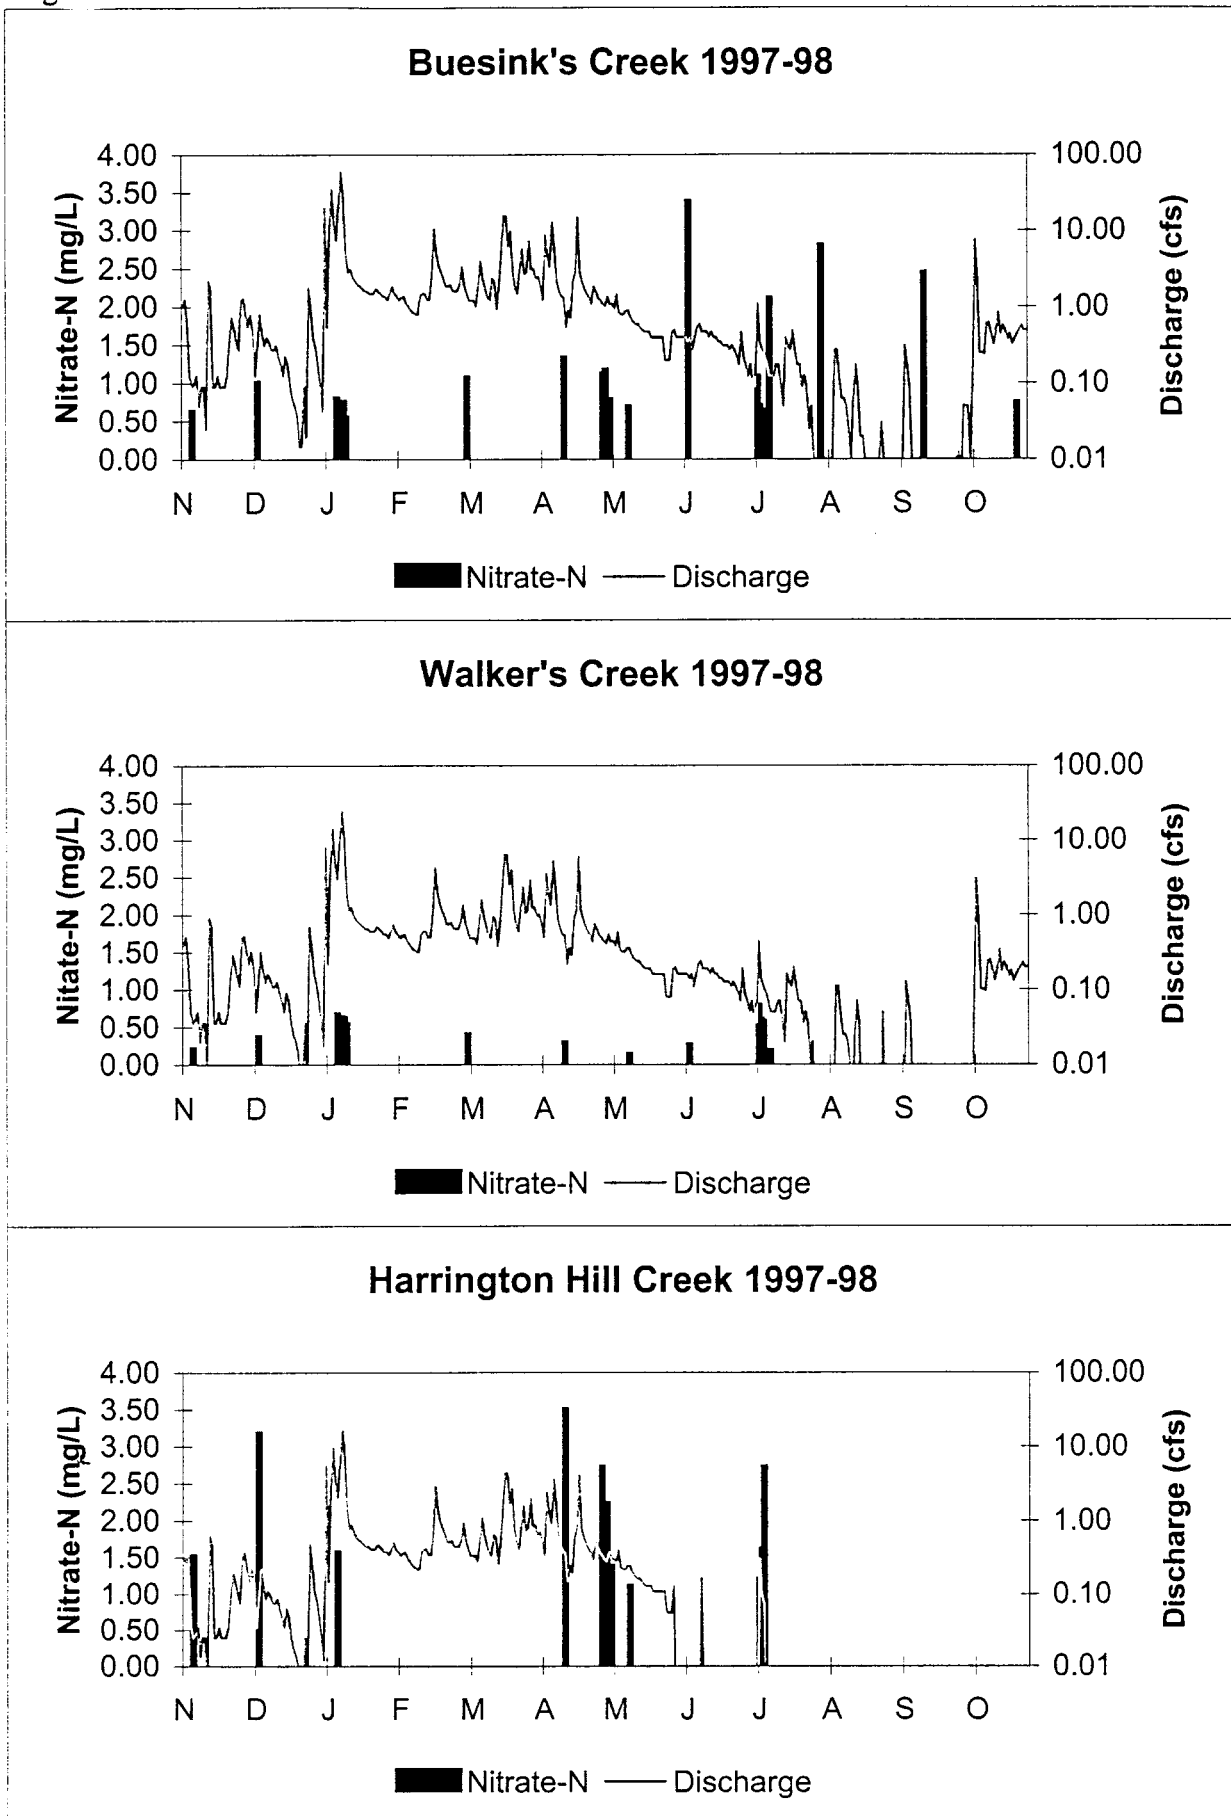 Buesink's Creek 1997-98
Nitrate-N (mg/L)
4.00
3.50
3.00
2.50
2.00
1.50
1.00
0.50
0.00
100.00
10.00
1.00
0.10
0.01
Discharge (cfs)
N D J F M A M J J A S O
Nitrate-N Discharge
Walker's Creek 1997-98
Nitate-N (mg/L)
4.00
3.50
3.00
2.50
2.00
1.50
1.00
0.50
0.00
100.00
10.00
1.00
0.10
0.01
Discharge (cfs)
N D J F M A M J J A S O
Nitrate-N Discharge
Harrington Hill Creek 1997-98
Nitrate-N (mg/L)
4.00
3.50
3.00
2.50
2.00
1.50
1.00
0.50
0.00
100.00
10.00
1.00
0.10
0.01
Discharge (cfs)
N D J F M A M J J A S O
Nitrate-N Discharge